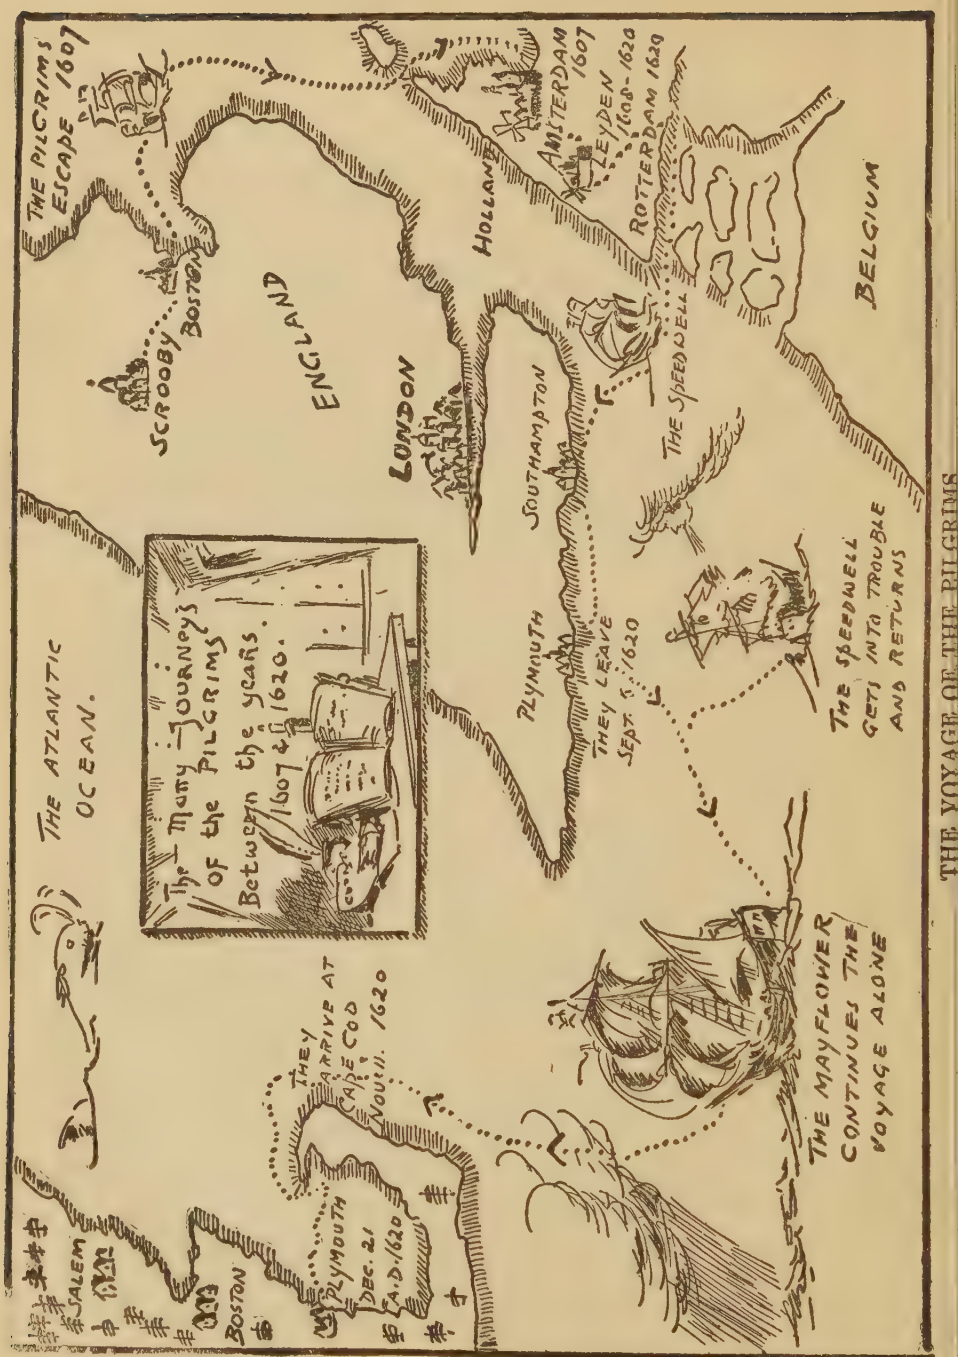 THE PILGRIMS
ESCAPE 1607
SCROOBY
BOSTON
ENGLAND
LONDON
HOLLAND
AMSTERDAM
1607
LEYDEN
1608-1620
ROTTERDAM 1620
BELGIUM
SOUTHAMPTON
THE SPEEDWELL
PLYMOUTH
THEY LEAVE
SEPT. 6, 1620
THE SPEEDWELL
GETS INTO TROUBLE
AND RETURNS
THE ATLANTIC
OCEAN.
The Many Journeys
of the PILGRIMS
Between the years.
1607 & 1620.
THEY
ARRIVE AT
CAPE COD
NOV. 11. 1620
THE MAYFLOWER
CONTINUES THE
VOYAGE ALONE
SALEM
BOSTON
PLYMOUTH
DEC. 21
A.D. 1620
THE VOYAGE OF THE PILGRIMS